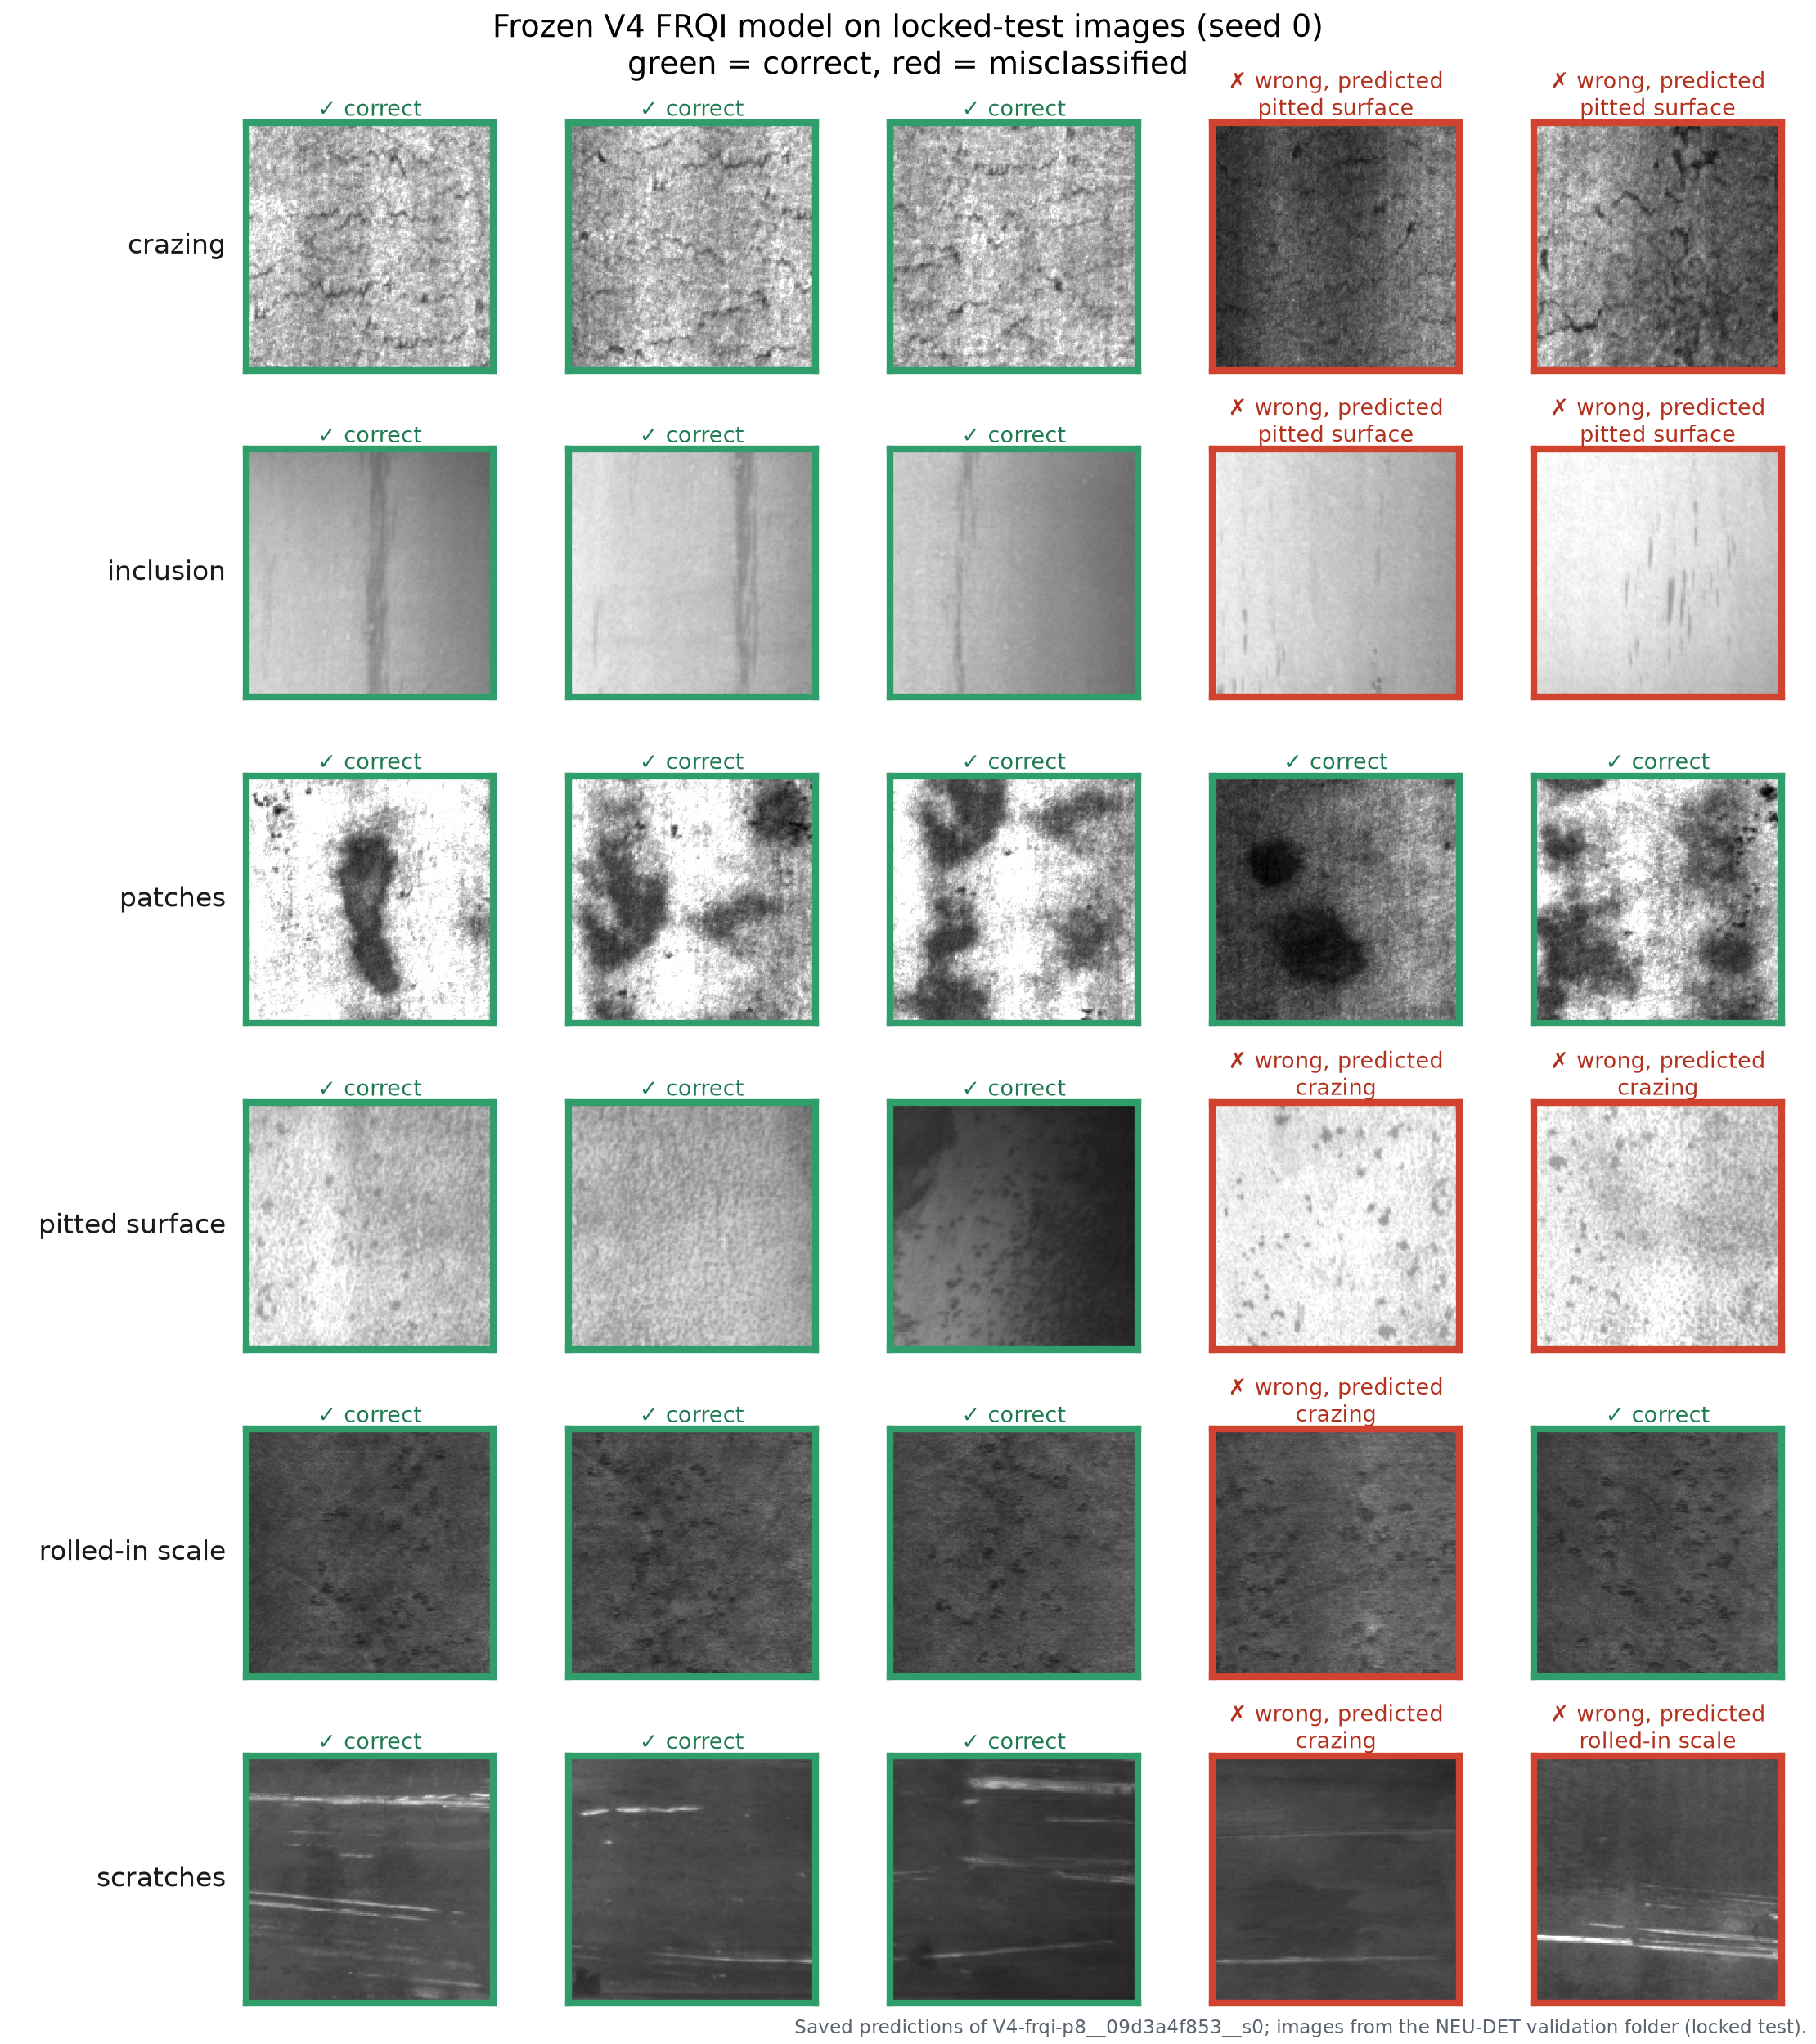 Frozen V4 FRQI model on locked-test images (seed 0)
green = correct, red = misclassified
✓ correct
✓ correct
✓ correct
✗ wrong, predicted
pitted surface
✗ wrong, predicted
pitted surface
crazing
✓ correct
✓ correct
✓ correct
✗ wrong, predicted
pitted surface
✗ wrong, predicted
pitted surface
inclusion
✓ correct
✓ correct
✓ correct
✓ correct
✓ correct
patches
✓ correct
✓ correct
✓ correct
✗ wrong, predicted
crazing
✗ wrong, predicted
crazing
pitted surface
✓ correct
✓ correct
✓ correct
✗ wrong, predicted
crazing
✓ correct
rolled-in scale
✓ correct
✓ correct
✓ correct
✗ wrong, predicted
crazing
✗ wrong, predicted
rolled-in scale
scratches
Saved predictions of V4-frqi-p8__09d3a4f853__s0; images from the NEU-DET validation folder (locked test).